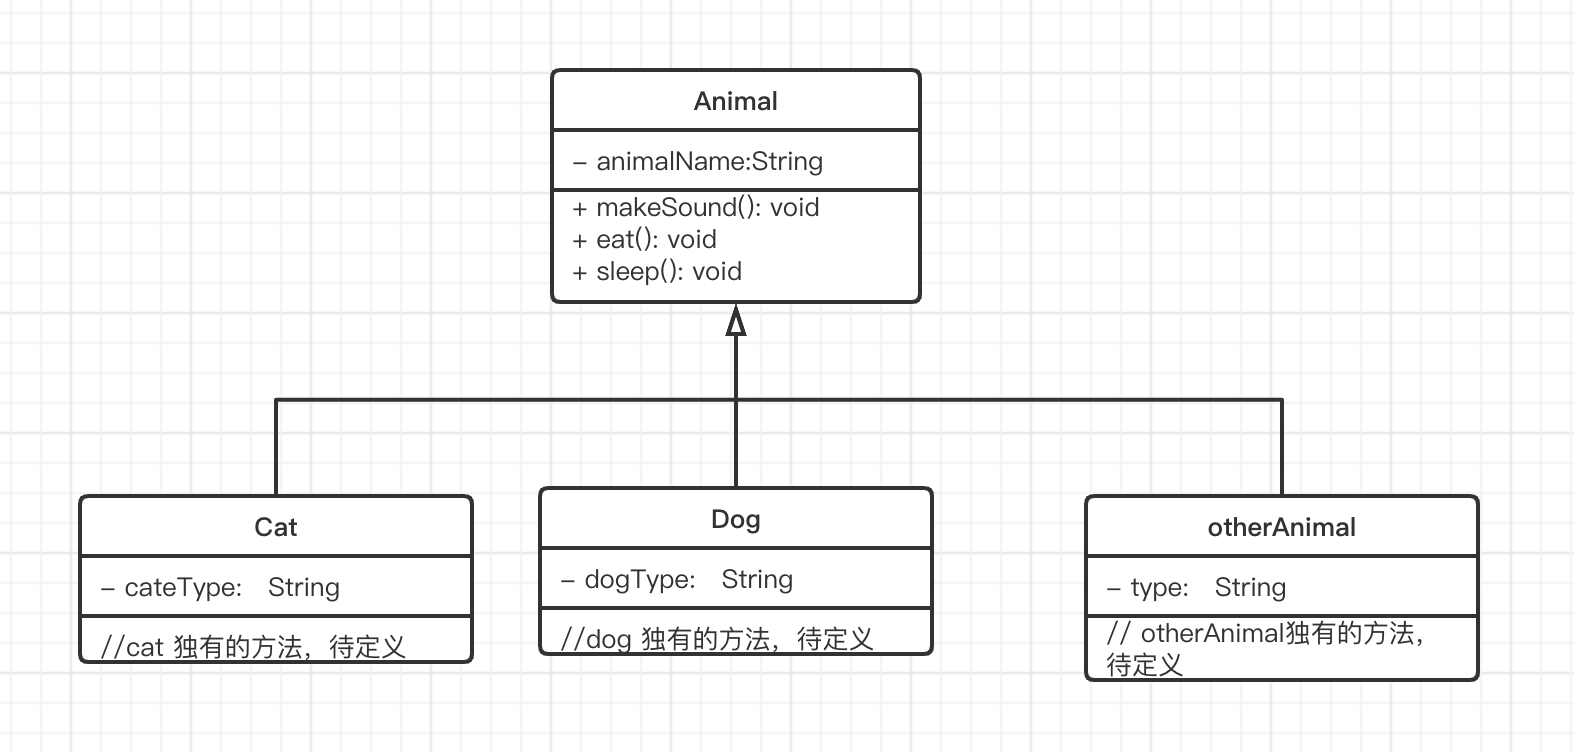 Animal
– animalName:String
+ makeSound(): void
+ eat(): void
+ sleep(): void
Cat
– cateType: String
//cat 独有的方法，待定义
Dog
– dogType: String
//dog 独有的方法，待定义
otherAnimal
– type: String
// otherAnimal独有的方法，
待定义